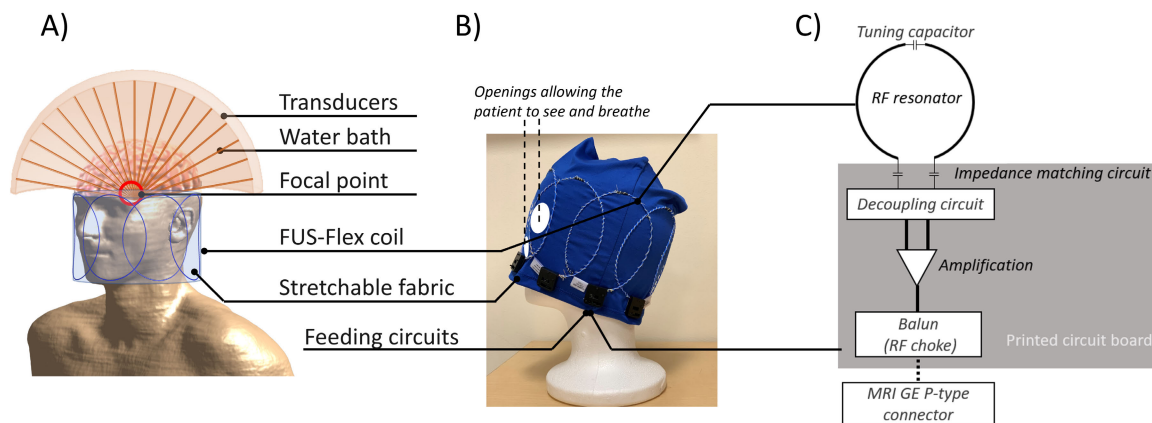 A)
B)
C)
Transducers
Water bath
Focal point
FUS-Flex coil
Stretchable fabric
Feeding circuits
Openings allowing the
patient to see and breathe
Tuning capacitor
RF resonator
Impedance matching circuit
Decoupling circuit
Amplification
Balun
(RF choke)
Printed circuit board
MRI GE P-type
connector